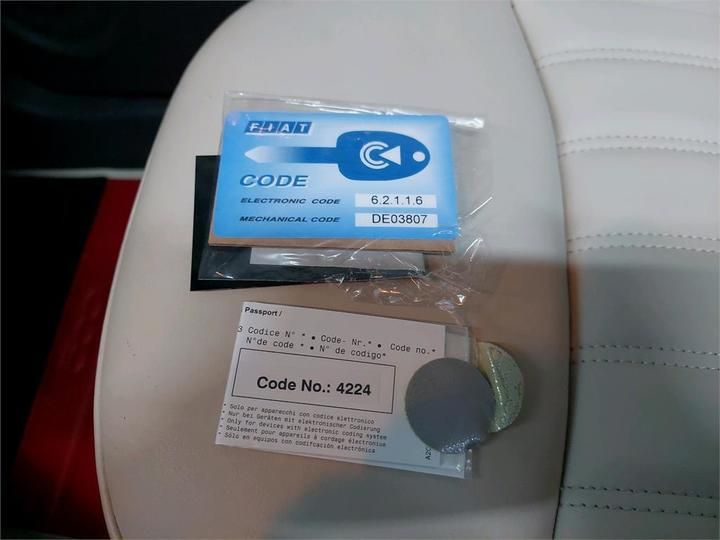 FIAT
CODE
ELECTRONIC CODE 6.2.1.1.6
MECHANICAL CODE DE03807
Passport /
3 Codice N° * ● Code- Nr.* ● Code no.*
N°de code * ● N° de codigo*
Code No.: 4224
- Solo per apparecchi con codice elettronico
- Nur bei Geräten mit elektronischer Codierung
- Only for devices with electronic coding system
- Seulement pour appareils à cordage électronique
- Sólo en equipos con codifcación electrónica